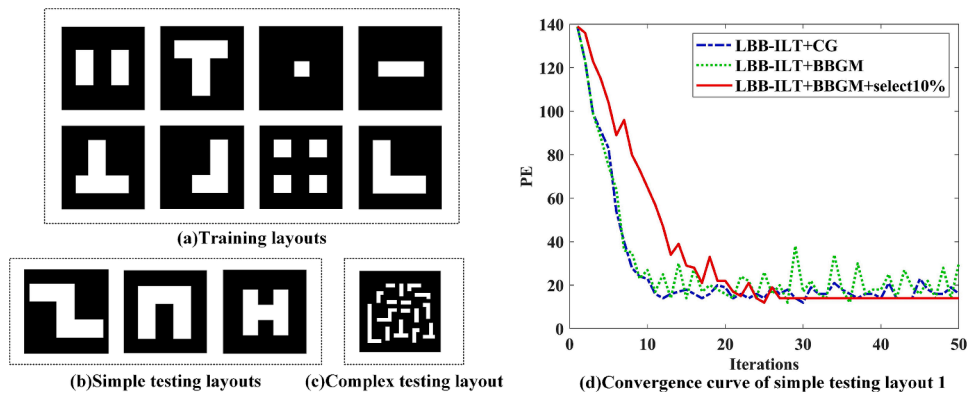 (a)Training layouts
(b)Simple testing layouts
(c)Complex testing layout
140
120
100
80
60
40
20
0
PE
LBB-ILT+CG
LBB-ILT+BBGM
LBB-ILT+BBGM+select10%
0 10 20 30 40 50
Iterations
(d)Convergence curve of simple testing layout 1